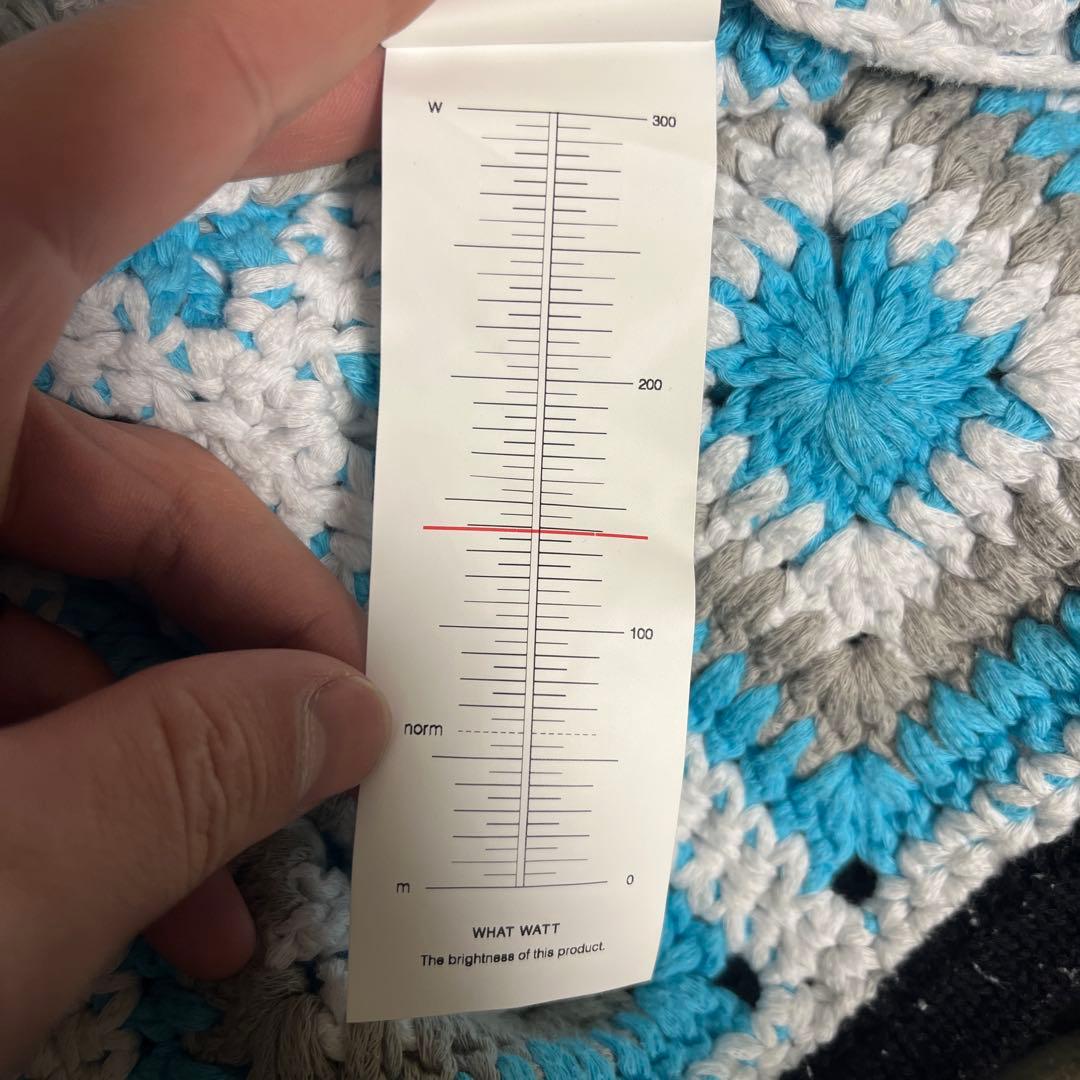 W
300
200
100
norm
m
0
WHAT WATT
The brightness of this product.